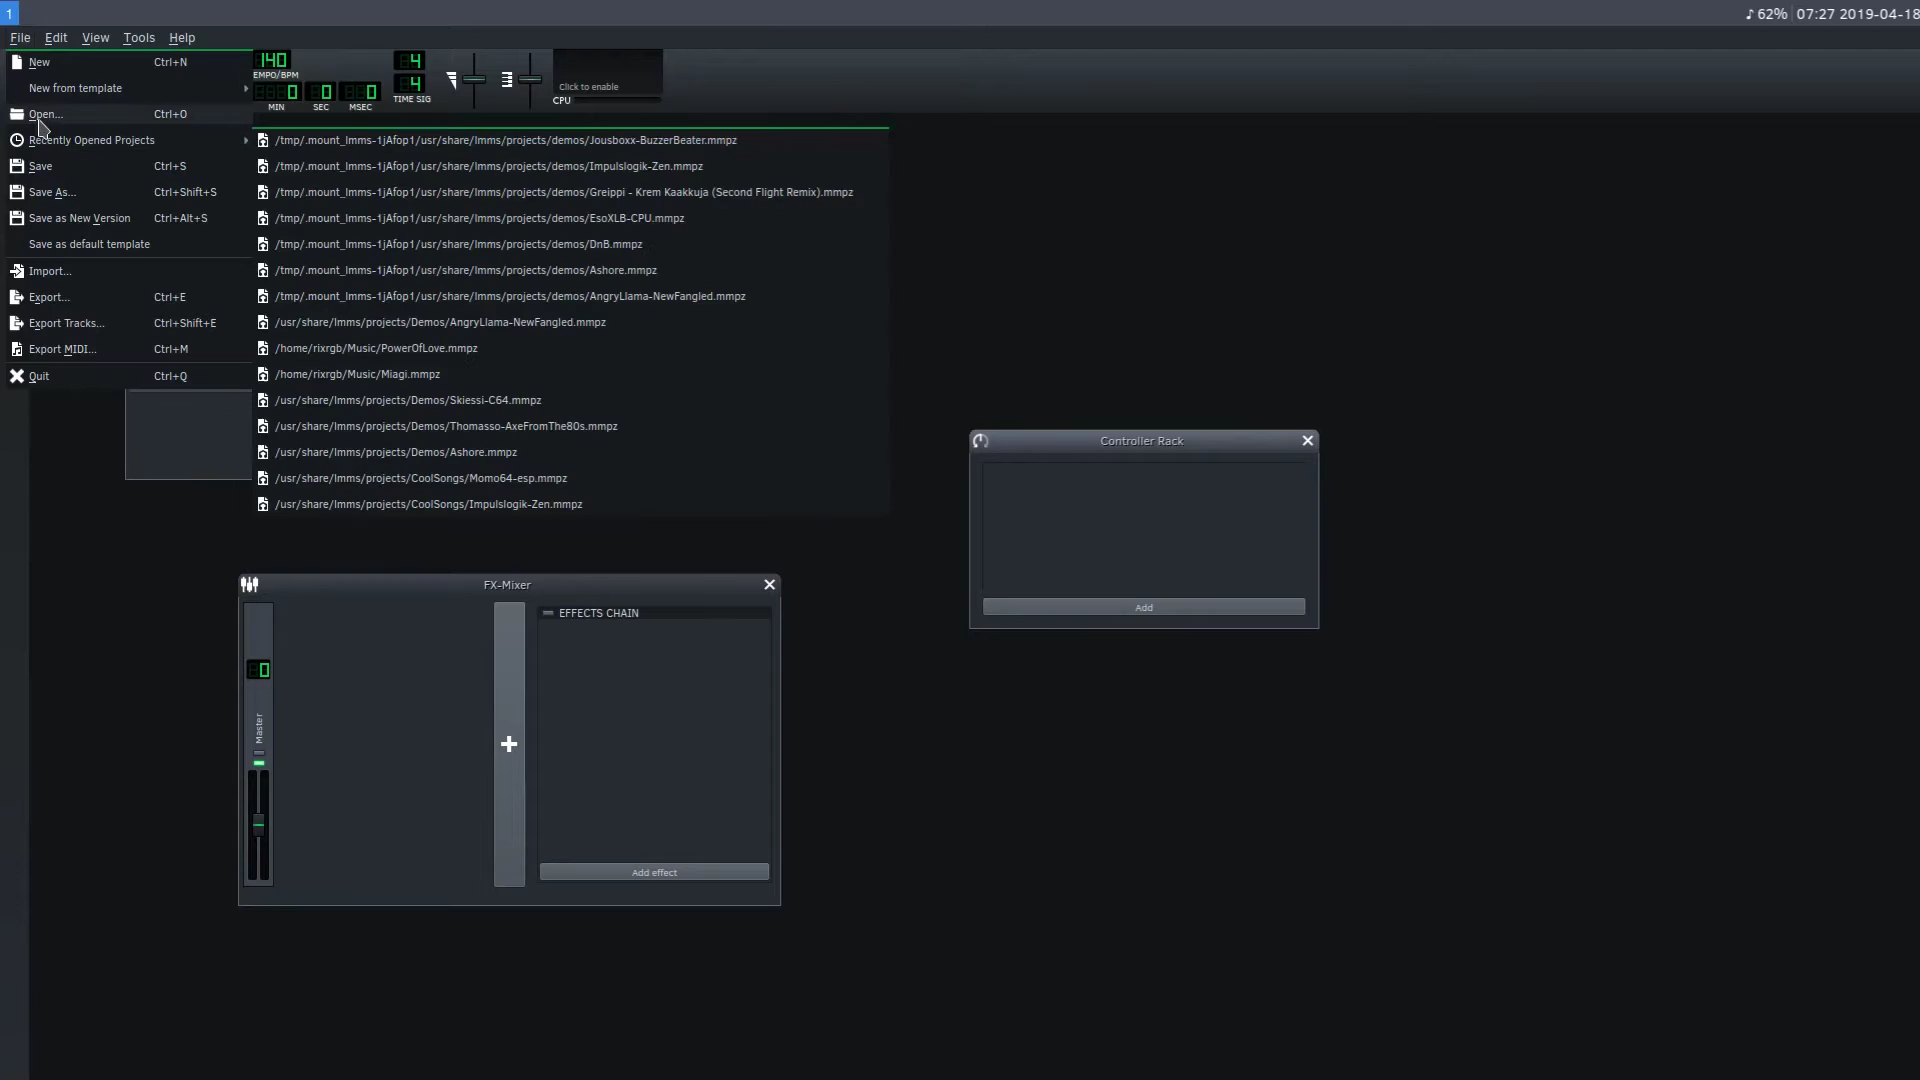 1
♪ 62% 07:27 2019-04-18
File Edit View Tools Help
New Ctrl+N
New from template
Open... Ctrl+O
Recently Opened Projects
Save Ctrl+S
Save As... Ctrl+Shift+S
Save as New Version Ctrl+Alt+S
Save as default template
Import...
Export... Ctrl+E
Export Tracks... Ctrl+Shift+E
Export MIDI... Ctrl+M
Quit Ctrl+Q
140
EMPO/BPM
0 0 0
MIN SEC MSEC
4
4
TIME SIG
Click to enable
CPU
/tmp/.mount_lmms-1jAfop1/usr/share/lmms/projects/demos/Jousboxx-BuzzerBeater.mmpz
/tmp/.mount_lmms-1jAfop1/usr/share/lmms/projects/demos/Impulslogik-Zen.mmpz
/tmp/.mount_lmms-1jAfop1/usr/share/lmms/projects/demos/Greippi - Krem Kaakkuja (Second Flight Remix).mmpz
/tmp/.mount_lmms-1jAfop1/usr/share/lmms/projects/demos/EsoXLB-CPU.mmpz
/tmp/.mount_lmms-1jAfop1/usr/share/lmms/projects/demos/DnB.mmpz
/tmp/.mount_lmms-1jAfop1/usr/share/lmms/projects/demos/Ashore.mmpz
/tmp/.mount_lmms-1jAfop1/usr/share/lmms/projects/demos/AngryLlama-NewFangled.mmpz
/usr/share/lmms/projects/Demos/AngryLlama-NewFangled.mmpz
/home/rixrgb/Music/PowerOfLove.mmpz
/home/rixrgb/Music/Miagi.mmpz
/usr/share/lmms/projects/Demos/Skiessi-C64.mmpz
/usr/share/lmms/projects/Demos/Thomasso-AxeFromThe80s.mmpz
/usr/share/lmms/projects/Demos/Ashore.mmpz
/usr/share/lmms/projects/CoolSongs/Momo64-esp.mmpz
/usr/share/lmms/projects/CoolSongs/Impulslogik-Zen.mmpz
Controller Rack
Add
FX-Mixer
EFFECTS CHAIN
0
Master
Add effect